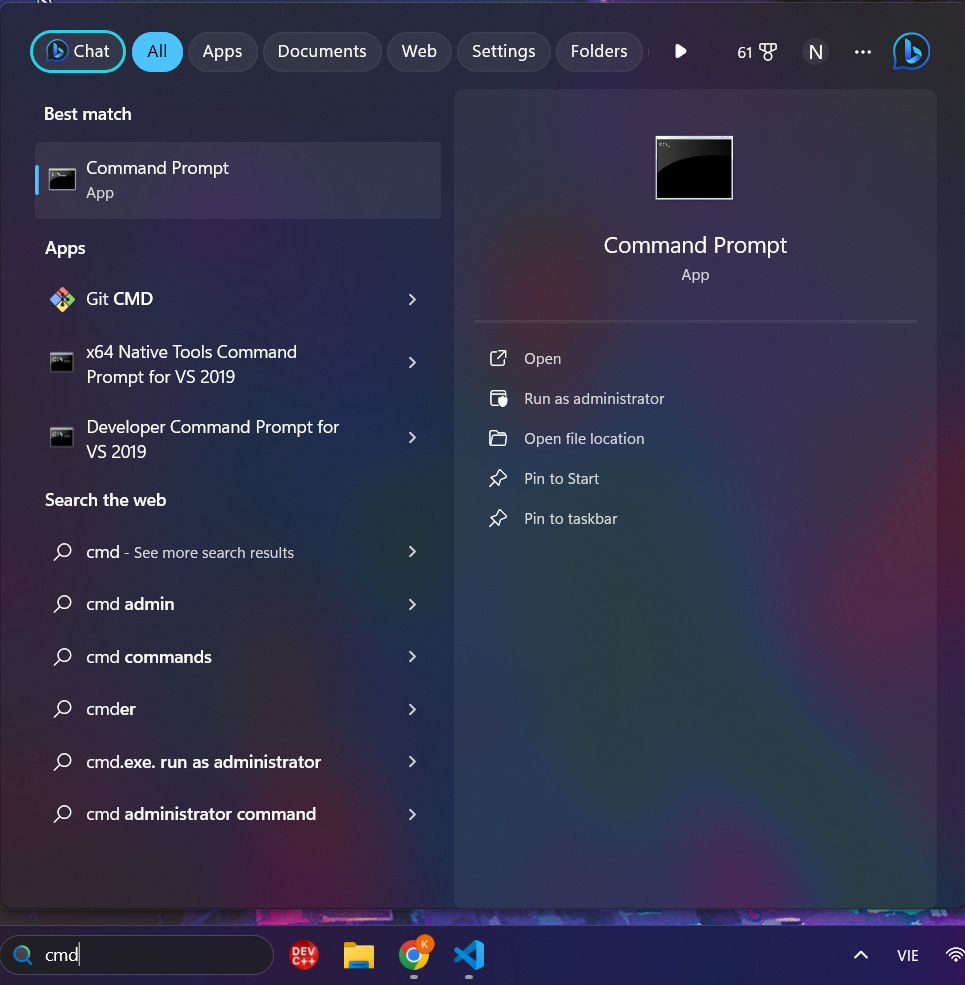 Chat All Apps Documents Web Settings Folders 61 N
Best match
Command Prompt
App
Apps
Git CMD
x64 Native Tools Command
Prompt for VS 2019
Developer Command Prompt for
VS 2019
Search the web
cmd - See more search results
cmd admin
cmd commands
cmder
cmd.exe. run as administrator
cmd administrator command
Command Prompt
App
Open
Run as administrator
Open file location
Pin to Start
Pin to taskbar
cmd DEV C++ K VIE